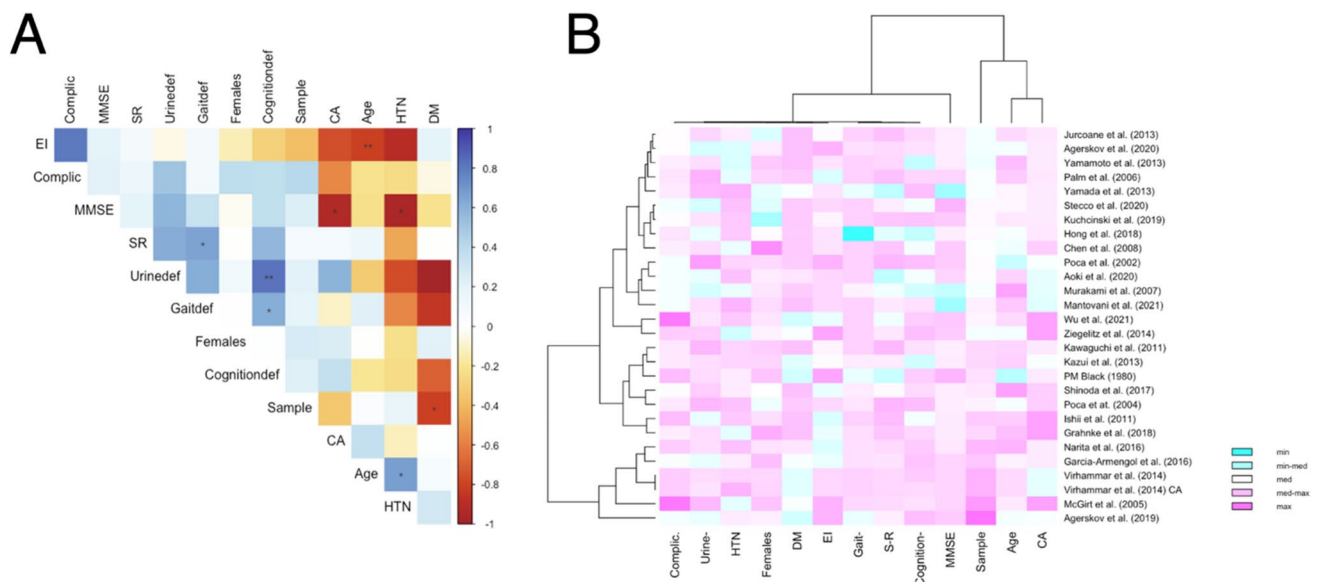 A
B
Complic
MMSE
SR
Urinedef
Gaitdef
Females
Cognitiondef
Sample
CA
Age
HTN
DM
EI
Complic
MMSE
SR
Urinedef
Gaitdef
Females
Cognitiondef
Sample
CA
Age
HTN
**
*
*
*
**
*
*
*
1
0.8
0.6
0.4
0.2
0
-0.2
-0.4
-0.6
-0.8
-1
Jurcoane et al. (2013)
Agerskov et al. (2020)
Yamamoto et al. (2013)
Palm et al. (2006)
Yamada et al. (2013)
Stecco et al. (2020)
Kuchcinski et al. (2019)
Hong et al. (2018)
Chen et al. (2008)
Poca et al. (2002)
Aoki et al. (2020)
Murakami et al. (2007)
Mantovani et al. (2021)
Wu et al. (2021)
Ziegelitz et al. (2014)
Kawaguchi et al. (2011)
Kazui et al. (2013)
PM Black (1980)
Shinoda et al. (2017)
Poca et al. (2004)
Ishii et al. (2011)
Grahnke et al. (2018)
Narita et al. (2016)
Garcia-Armengol et al. (2016)
Virhammar et al. (2014)
Virhammar et al. (2014) CA
McGirt et al. (2005)
Agerskov et al. (2019)
Complic.
Urine-
HTN
Females
DM
EI
Gait-
S-R
Cognition-
MMSE
Sample
Age
CA
min
min-med
med
med-max
max